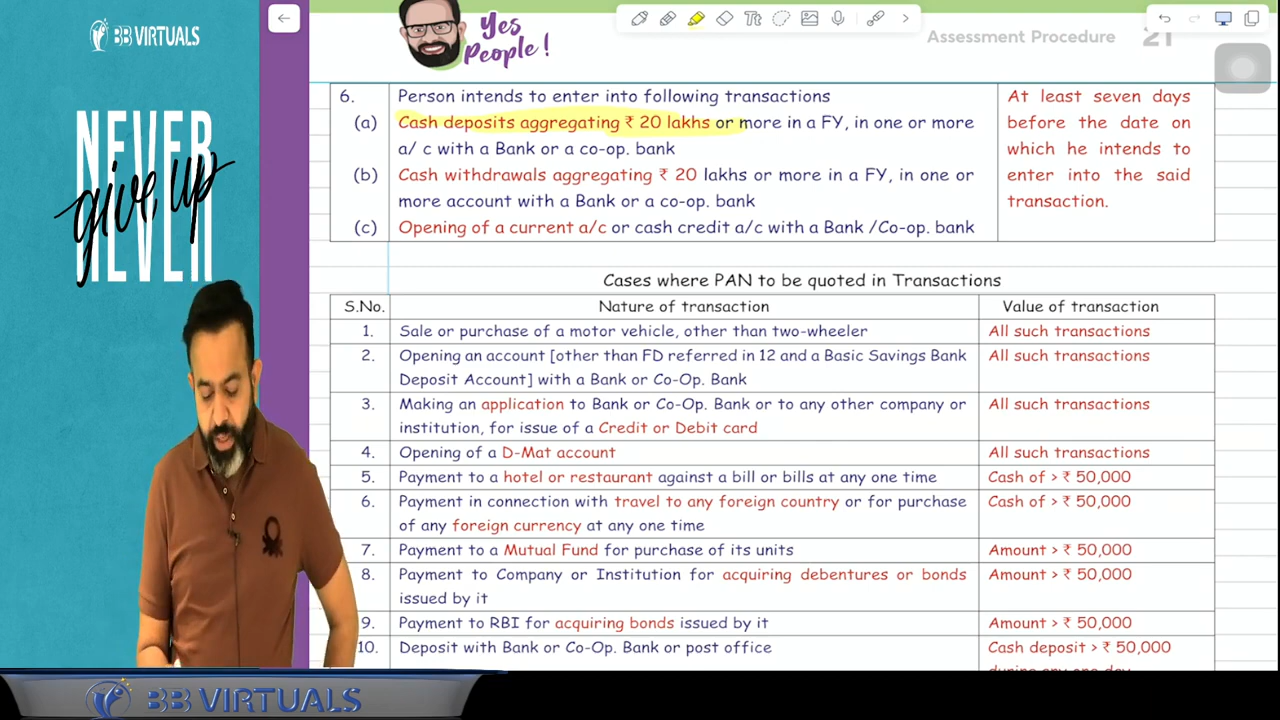 BB VIRTUALS
NEVER
give up
NEVER
Yes
People !
Tt
Assessment Procedure 21
6. Person intends to enter into following transactions
(a) Cash deposits aggregating ₹ 20 lakhs or more in a FY, in one or more
a/ c with a Bank or a co-op. bank
(b) Cash withdrawals aggregating ₹ 20 lakhs or more in a FY, in one or
more account with a Bank or a co-op. bank
(c) Opening of a current a/c or cash credit a/c with a Bank /Co-op. bank
At least seven days
before the date on
which he intends to
enter into the said
transaction.
Cases where PAN to be quoted in Transactions
S.No. Nature of transaction Value of transaction
1. Sale or purchase of a motor vehicle, other than two-wheeler All such transactions
2. Opening an account [other than FD referred in 12 and a Basic Savings Bank All such transactions
Deposit Account] with a Bank or Co-Op. Bank
3. Making an application to Bank or Co-Op. Bank or to any other company or All such transactions
institution, for issue of a Credit or Debit card
4. Opening of a D-Mat account All such transactions
5. Payment to a hotel or restaurant against a bill or bills at any one time Cash of > ₹ 50,000
6. Payment in connection with travel to any foreign country or for purchase Cash of > ₹ 50,000
of any foreign currency at any one time
7. Payment to a Mutual Fund for purchase of its units Amount > ₹ 50,000
8. Payment to Company or Institution for acquiring debentures or bonds Amount > ₹ 50,000
issued by it
9. Payment to RBI for acquiring bonds issued by it Amount > ₹ 50,000
10. Deposit with Bank or Co-Op. Bank or post office Cash deposit > ₹ 50,000
during any one day
BB VIRTUALS